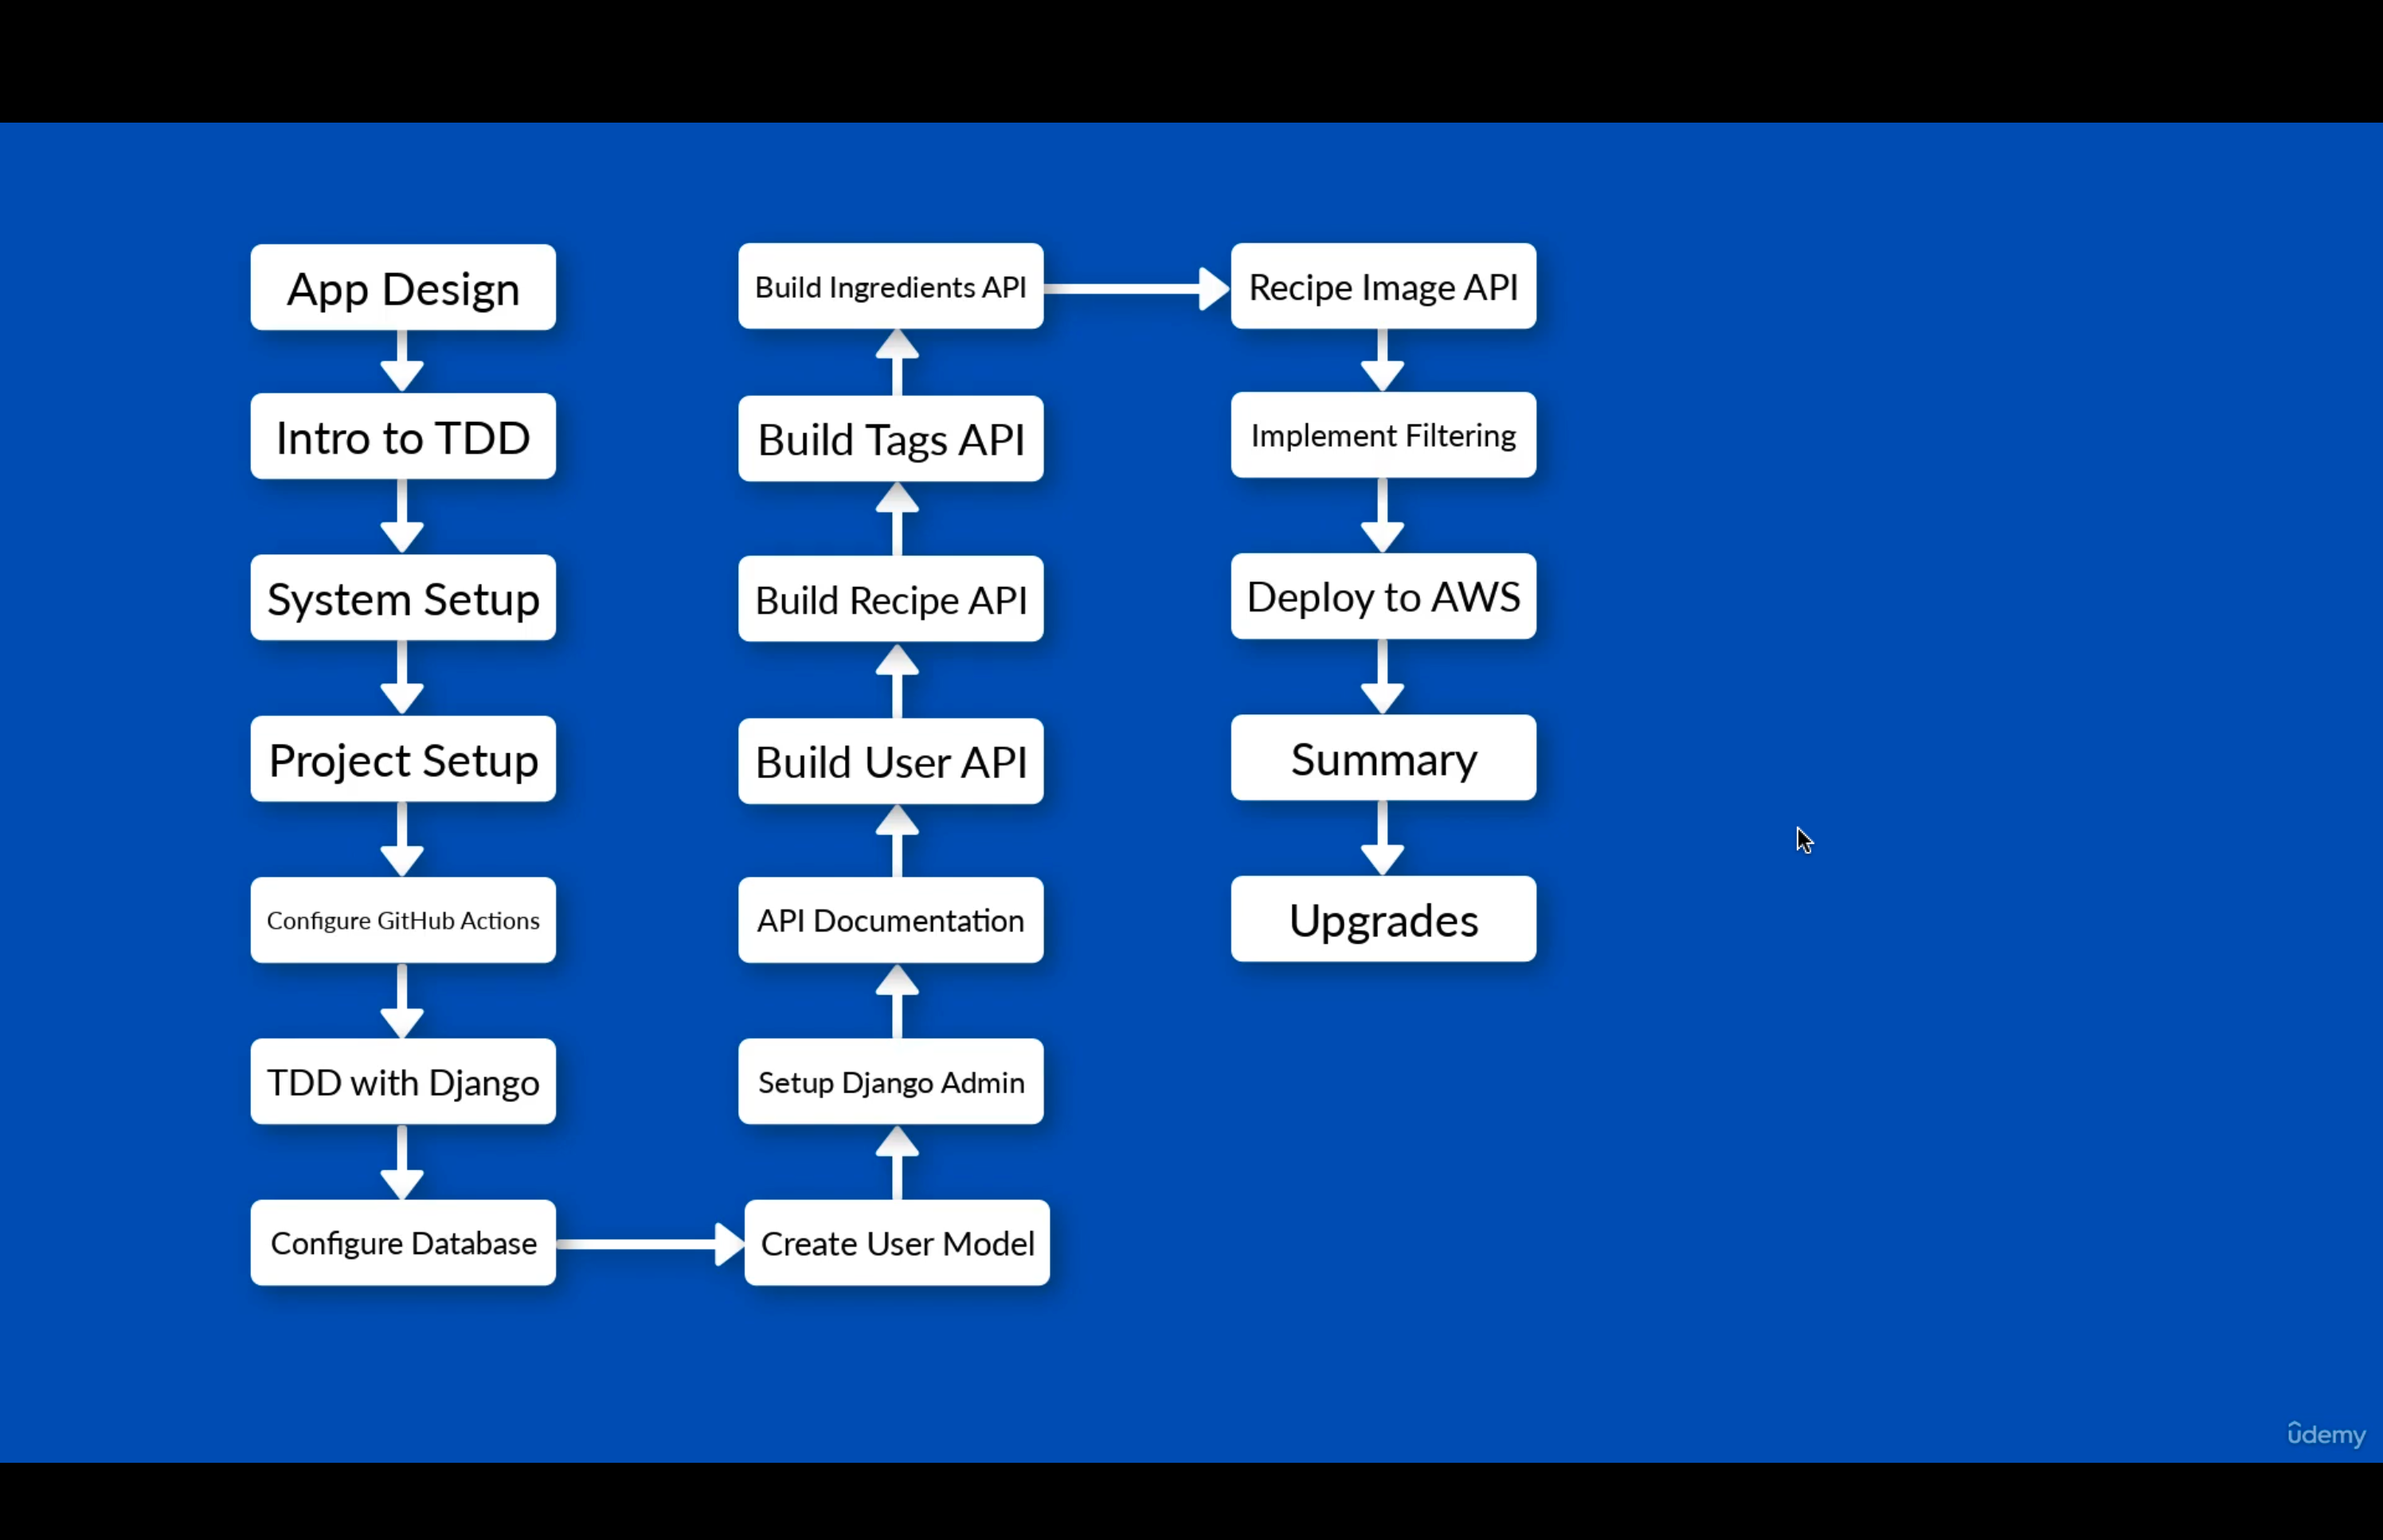 App Design
Intro to TDD
System Setup
Project Setup
Configure GitHub Actions
TDD with Django
Configure Database
Create User Model
Setup Django Admin
API Documentation
Build User API
Build Recipe API
Build Tags API
Build Ingredients API
Recipe Image API
Implement Filtering
Deploy to AWS
Summary
Upgrades
ûdemy